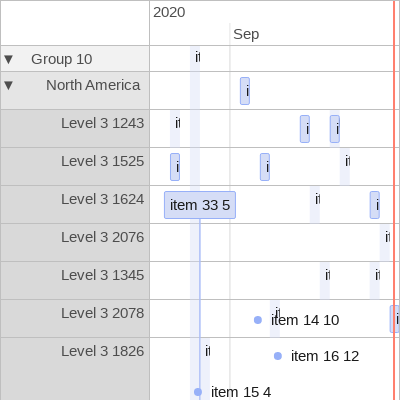 2020
Sep
▼ Group 10
▼ North America
Level 3 1243
Level 3 1525
Level 3 1624
item 33 5
Level 3 2076
Level 3 1345
Level 3 2078
item 14 10
Level 3 1826
item 16 12
item 15 4